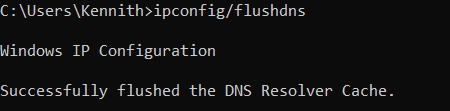 C:\Users\Kennith>ipconfig/flushdns
Windows IP Configuration
Successfully flushed the DNS Resolver Cache.